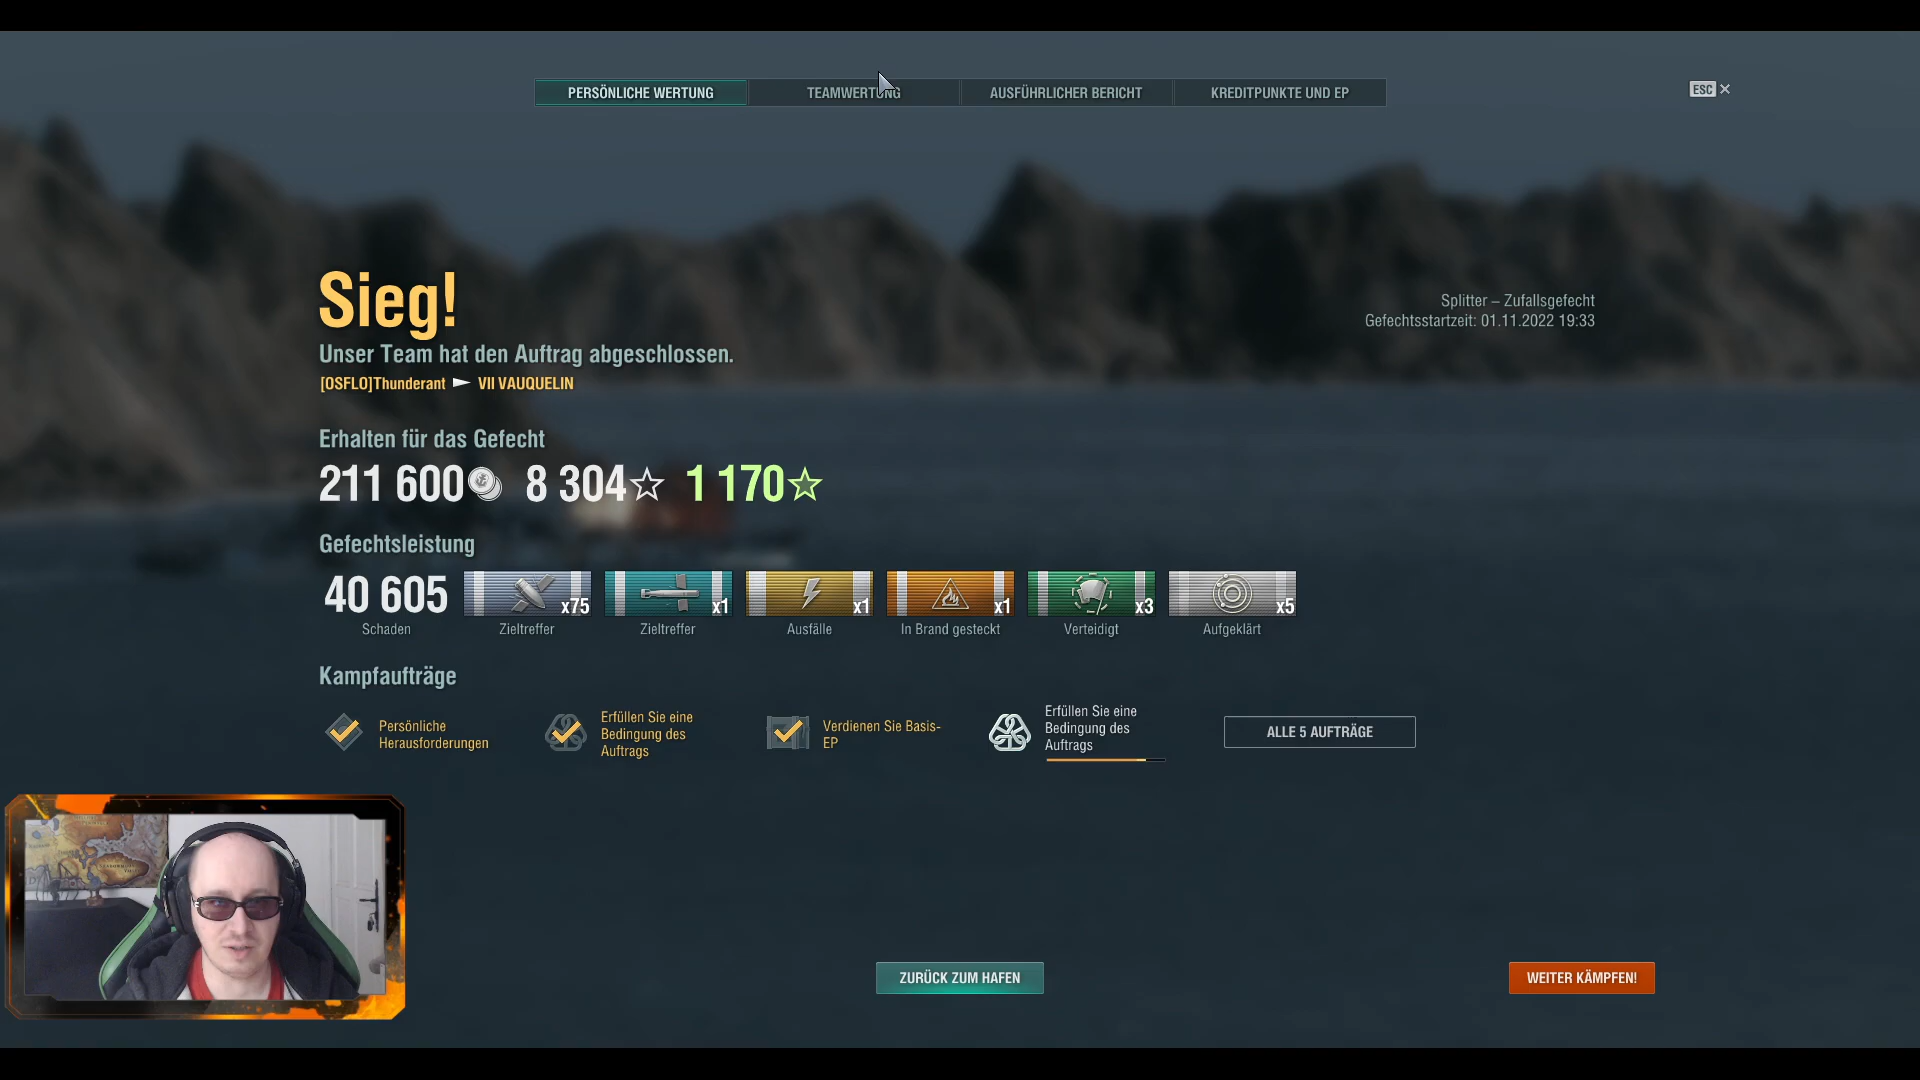 PERSÖNLICHE WERTUNG
TEAMWERTUNG
AUSFÜHRLICHER BERICHT
KREDITPUNKTE UND EP
ESC
Sieg!
Unser Team hat den Auftrag abgeschlossen.
[OSFLO]Thunderant VII VAUQUELIN
Splitter – Zufallsgefecht
Gefechtsstartzeit: 01.11.2022 19:33
Erhalten für das Gefecht
211 600 8 304 1 170
Gefechtsleistung
40 605 x75 x1 x1 x1 x3 x5
Schaden Zieltreffer Zieltreffer Ausfälle In Brand gesteckt Verteidigt Aufgeklärt
Kampfaufträge
Persönliche
Herausforderungen
Erfüllen Sie eine
Bedingung des
Auftrags
Verdienen Sie Basis-
EP
Erfüllen Sie eine
Bedingung des
Auftrags
ALLE 5 AUFTRÄGE
ZURÜCK ZUM HAFEN
WEITER KÄMPFEN!